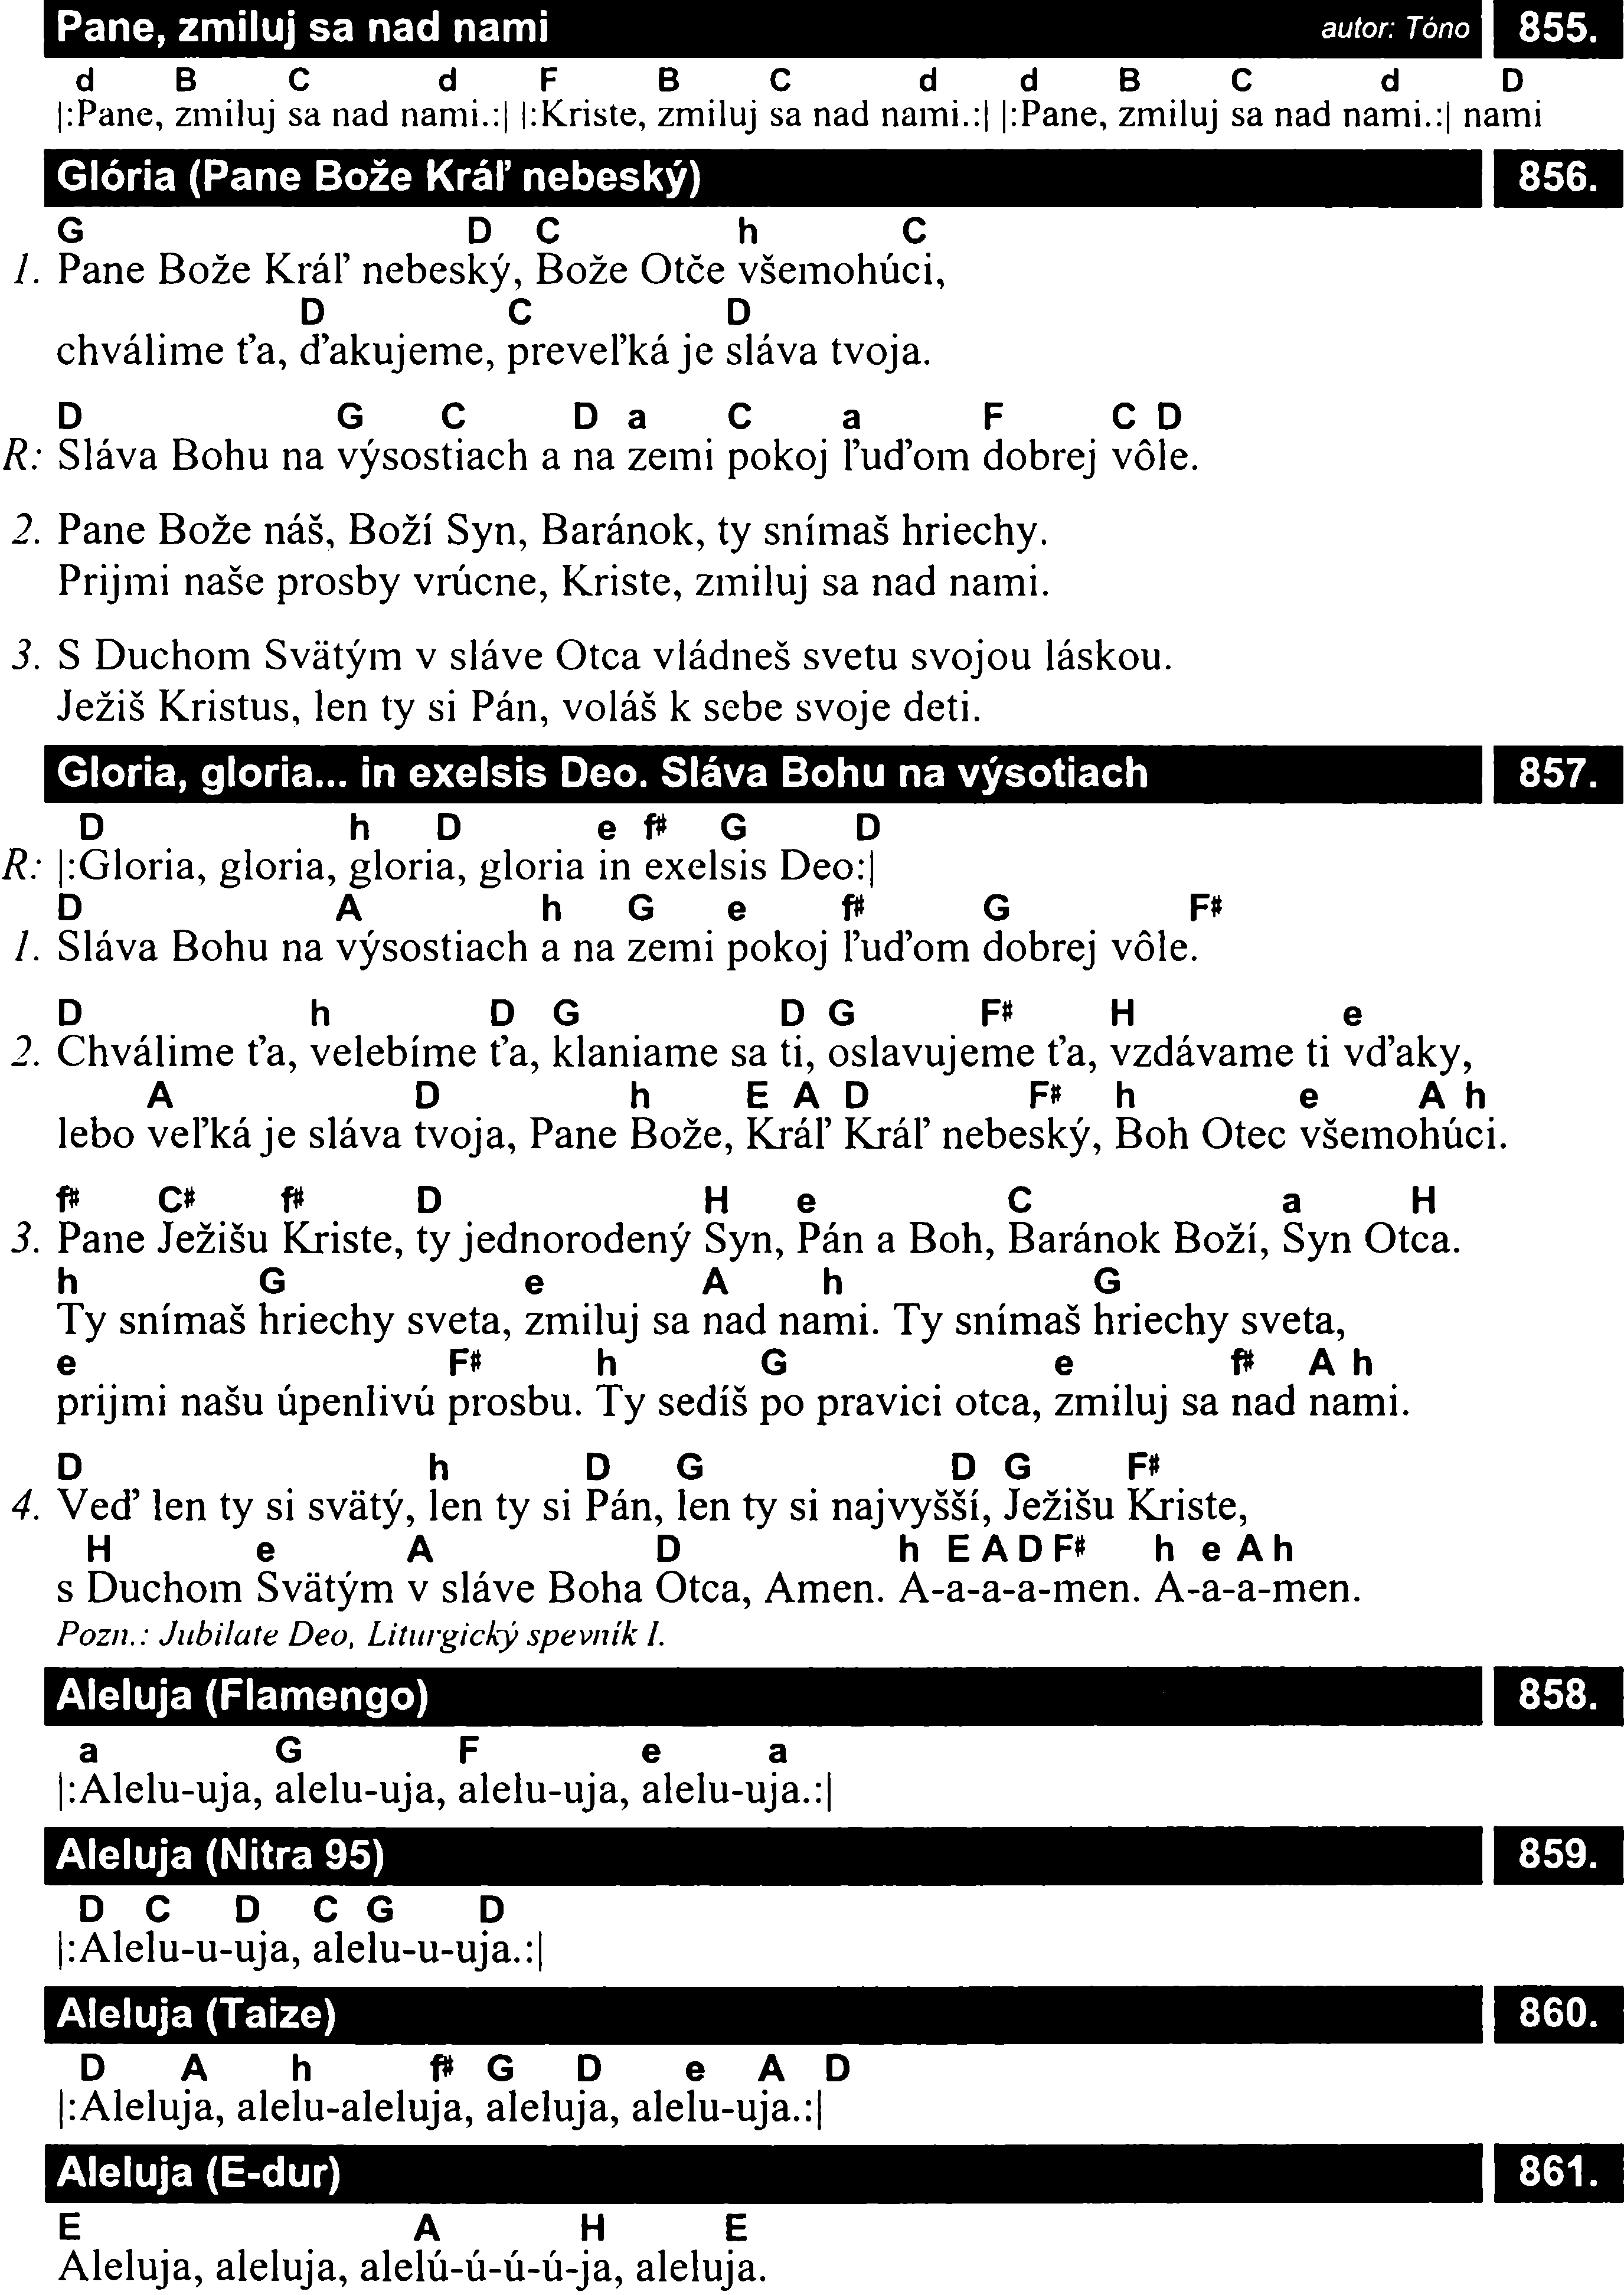 Pane, zmiluj sa nad nami autor: Tóno 855.
d B C d F B C d d B C d D
|:Pane, zmiluj sa nad nami.:| |:Kriste, zmiluj sa nad nami.:| |:Pane, zmiluj sa nad nami.:| nami
Glória (Pane Bože Kráľ nebeský) 856.
G D C h C
1. Pane Bože Kráľ nebeský, Bože Otče všemohúci,
D C D
chválime ťa, ďakujeme, preveľká je sláva tvoja.
D G C D a C a F C D
R: Sláva Bohu na výsostiach a na zemi pokoj ľuďom dobrej vôle.
2. Pane Bože náš, Boží Syn, Baránok, ty snímaš hriechy.
Prijmi naše prosby vrúcne, Kriste, zmiluj sa nad nami.
3. S Duchom Svätým v sláve Otca vládneš svetu svojou láskou.
Ježiš Kristus, len ty si Pán, voláš k sebe svoje deti.
Gloria, gloria... in exelsis Deo. Sláva Bohu na výsotiach 857.
D h D e f# G D
R: |:Gloria, gloria, gloria, gloria in exelsis Deo:|
D A h G e f# G F#
1. Sláva Bohu na výsostiach a na zemi pokoj ľuďom dobrej vôle.
D h D G D G F# H e
2. Chválime ťa, velebíme ťa, klaniame sa ti, oslavujeme ťa, vzdávame ti vďaky,
A D h E A D F# h e A h
lebo veľká je sláva tvoja, Pane Bože, Kráľ Kráľ nebeský, Boh Otec všemohúci.
f# C# f# D H e C a H
3. Pane Ježišu Kriste, ty jednorodený Syn, Pán a Boh, Baránok Boží, Syn Otca.
h G e A h G
Ty snímaš hriechy sveta, zmiluj sa nad nami. Ty snímaš hriechy sveta,
e F# h G e f# A h
prijmi našu úpenlivú prosbu. Ty sedíš po pravici otca, zmiluj sa nad nami.
D h D G D G F#
4. Veď len ty si svätý, len ty si Pán, len ty si najvyšší, Ježišu Kriste,
H e A D h E A D F# h e A h
s Duchom Svätým v sláve Boha Otca, Amen. A-a-a-a-men. A-a-a-men.
Pozn.: Jubilate Deo, Liturgický spevník I.
Aleluja (Flamengo) 858.
a G F e a
|:Alelu-uja, alelu-uja, alelu-uja, alelu-uja.:|
Aleluja (Nitra 95) 859.
D C D C G D
|:Alelu-u-uja, alelu-u-uja.:|
Aleluja (Taize) 860.
D A h f# G D e A D
|:Aleluja, alelu-aleluja, aleluja, alelu-uja.:|
Aleluja (E-dur) 861.
E A H E
Aleluja, aleluja, alelú-ú-ú-ú-ja, aleluja.